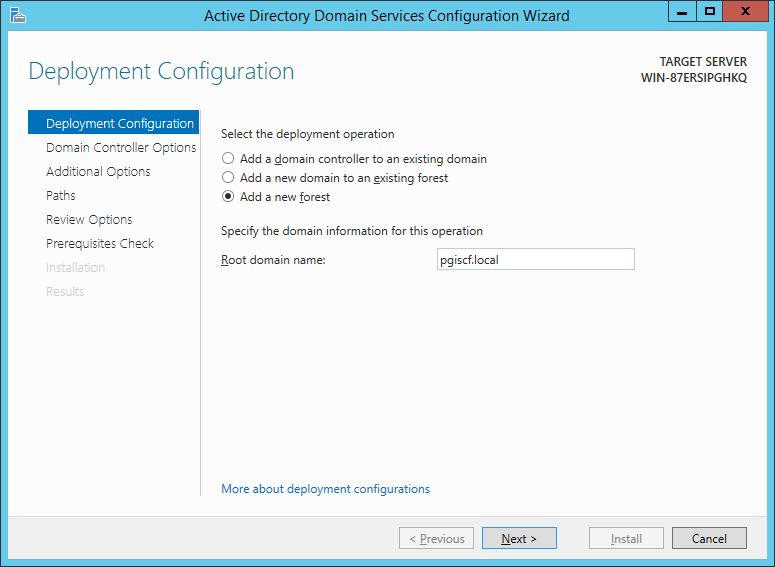 Active Directory Domain Services Configuration Wizard
Deployment Configuration
TARGET SERVER
WIN-87ERSIPGHKQ
Deployment Configuration
Domain Controller Options
Additional Options
Paths
Review Options
Prerequisites Check
Installation
Results
Select the deployment operation
Add a domain controller to an existing domain
Add a new domain to an existing forest
Add a new forest
Specify the domain information for this operation
Root domain name: pgiscf.local
More about deployment configurations
< Previous Next > Install Cancel